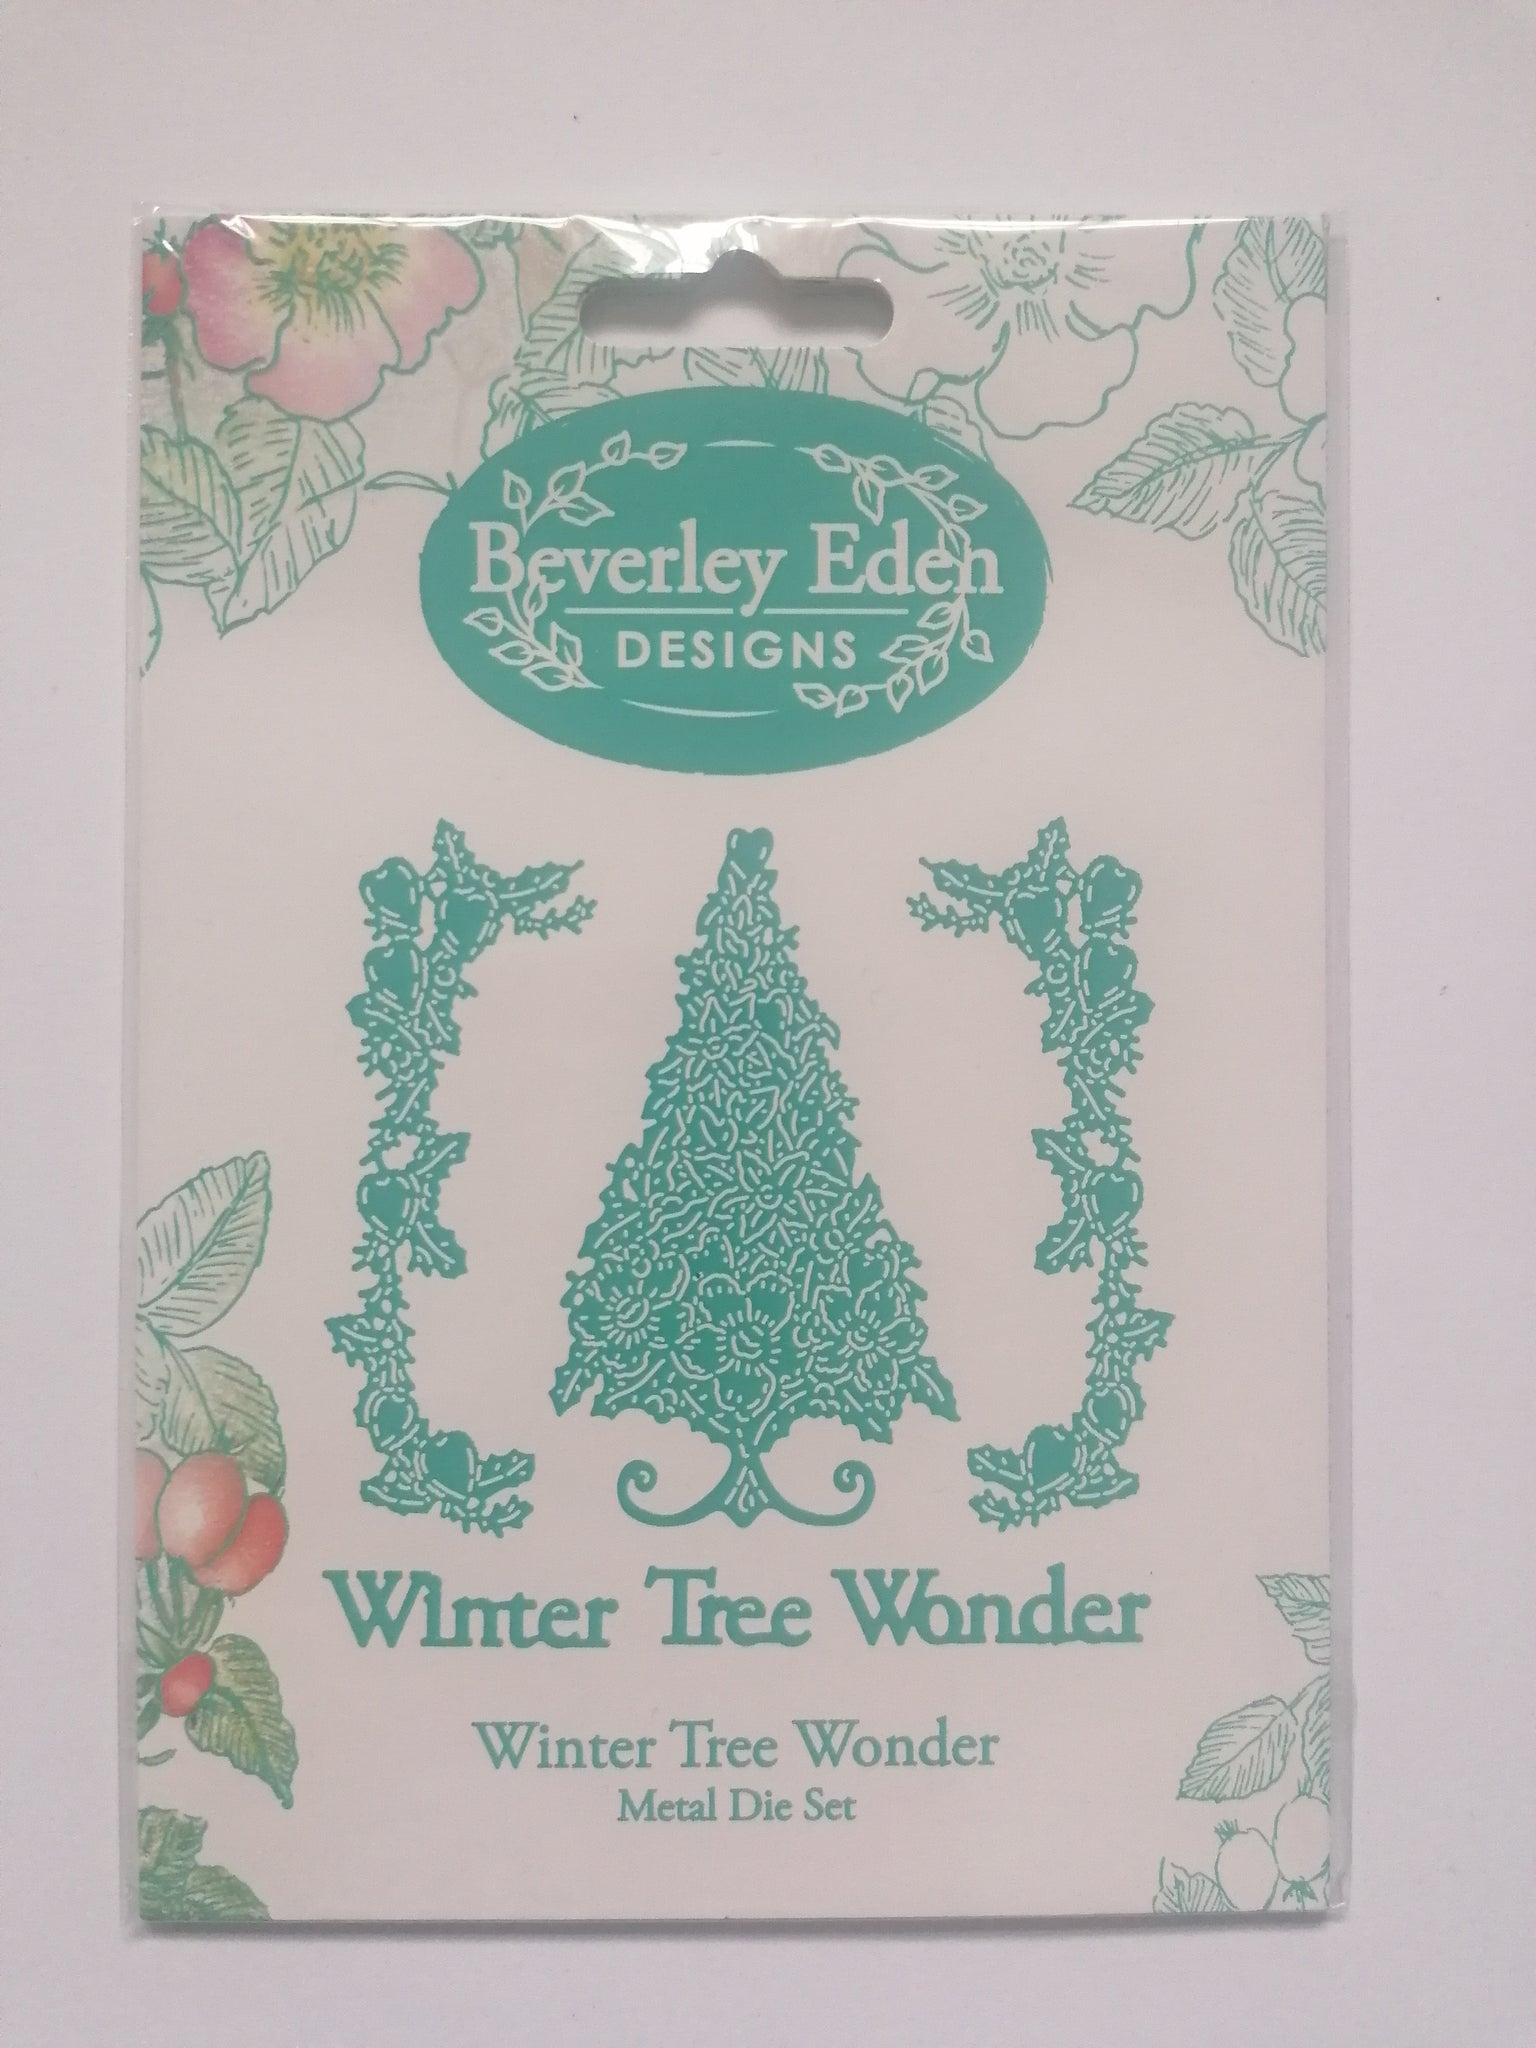 Beverley Eden
DESIGNS
Winter Tree Wonder
Winter Tree Wonder
Metal Die Set